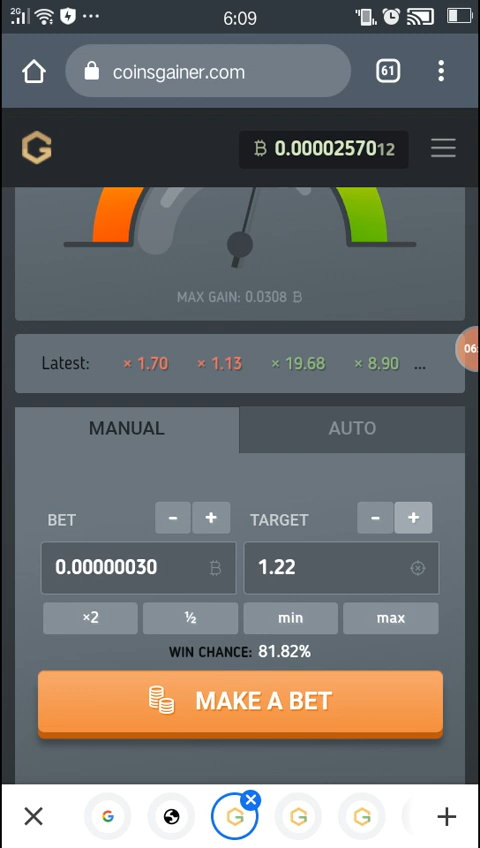 2G 6:09
coinsgainer.com 61
0.0000257012
MAX GAIN: 0.0308
Latest: × 1.70 × 1.13 × 19.68 × 8.90 ...
06:
MANUAL AUTO
BET - + TARGET - +
0.00000030 1.22
×2 ½ min max
WIN CHANCE: 81.82%
MAKE A BET